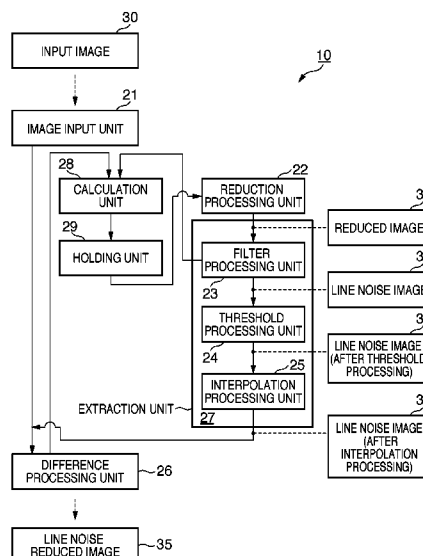 30
INPUT IMAGE
10
21
IMAGE INPUT UNIT
28
CALCULATION
UNIT
22
REDUCTION
PROCESSING UNIT
29
HOLDING UNIT
REDUCED IMAGE
FILTER
PROCESSING UNIT
23
LINE NOISE IMAGE
THRESHOLD
PROCESSING UNIT
24
LINE NOISE IMAGE
(AFTER THRESHOLD
PROCESSING)
25
INTERPOLATION
PROCESSING UNIT
EXTRACTION UNIT
27
LINE NOISE IMAGE
(AFTER
INTERPOLATION
PROCESSING)
DIFFERENCE
PROCESSING UNIT
26
LINE NOISE
REDUCED IMAGE
35